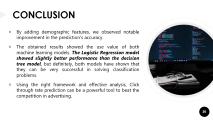 CONCLUSION
▸ By adding demographic features, we observed notable
improvement in the prediction's accuracy.
▸ The obtained results showed the use value of both
machine learning models. The Logistic Regression model
showed slightly better performance than the decision
tree model, but definitely, both models have shown that
they can be very successful in solving classification
problems.
▸ Using the right framework and effective analysis, Click
through rate prediction can be a powerful tool to beat the
competition in advertising.